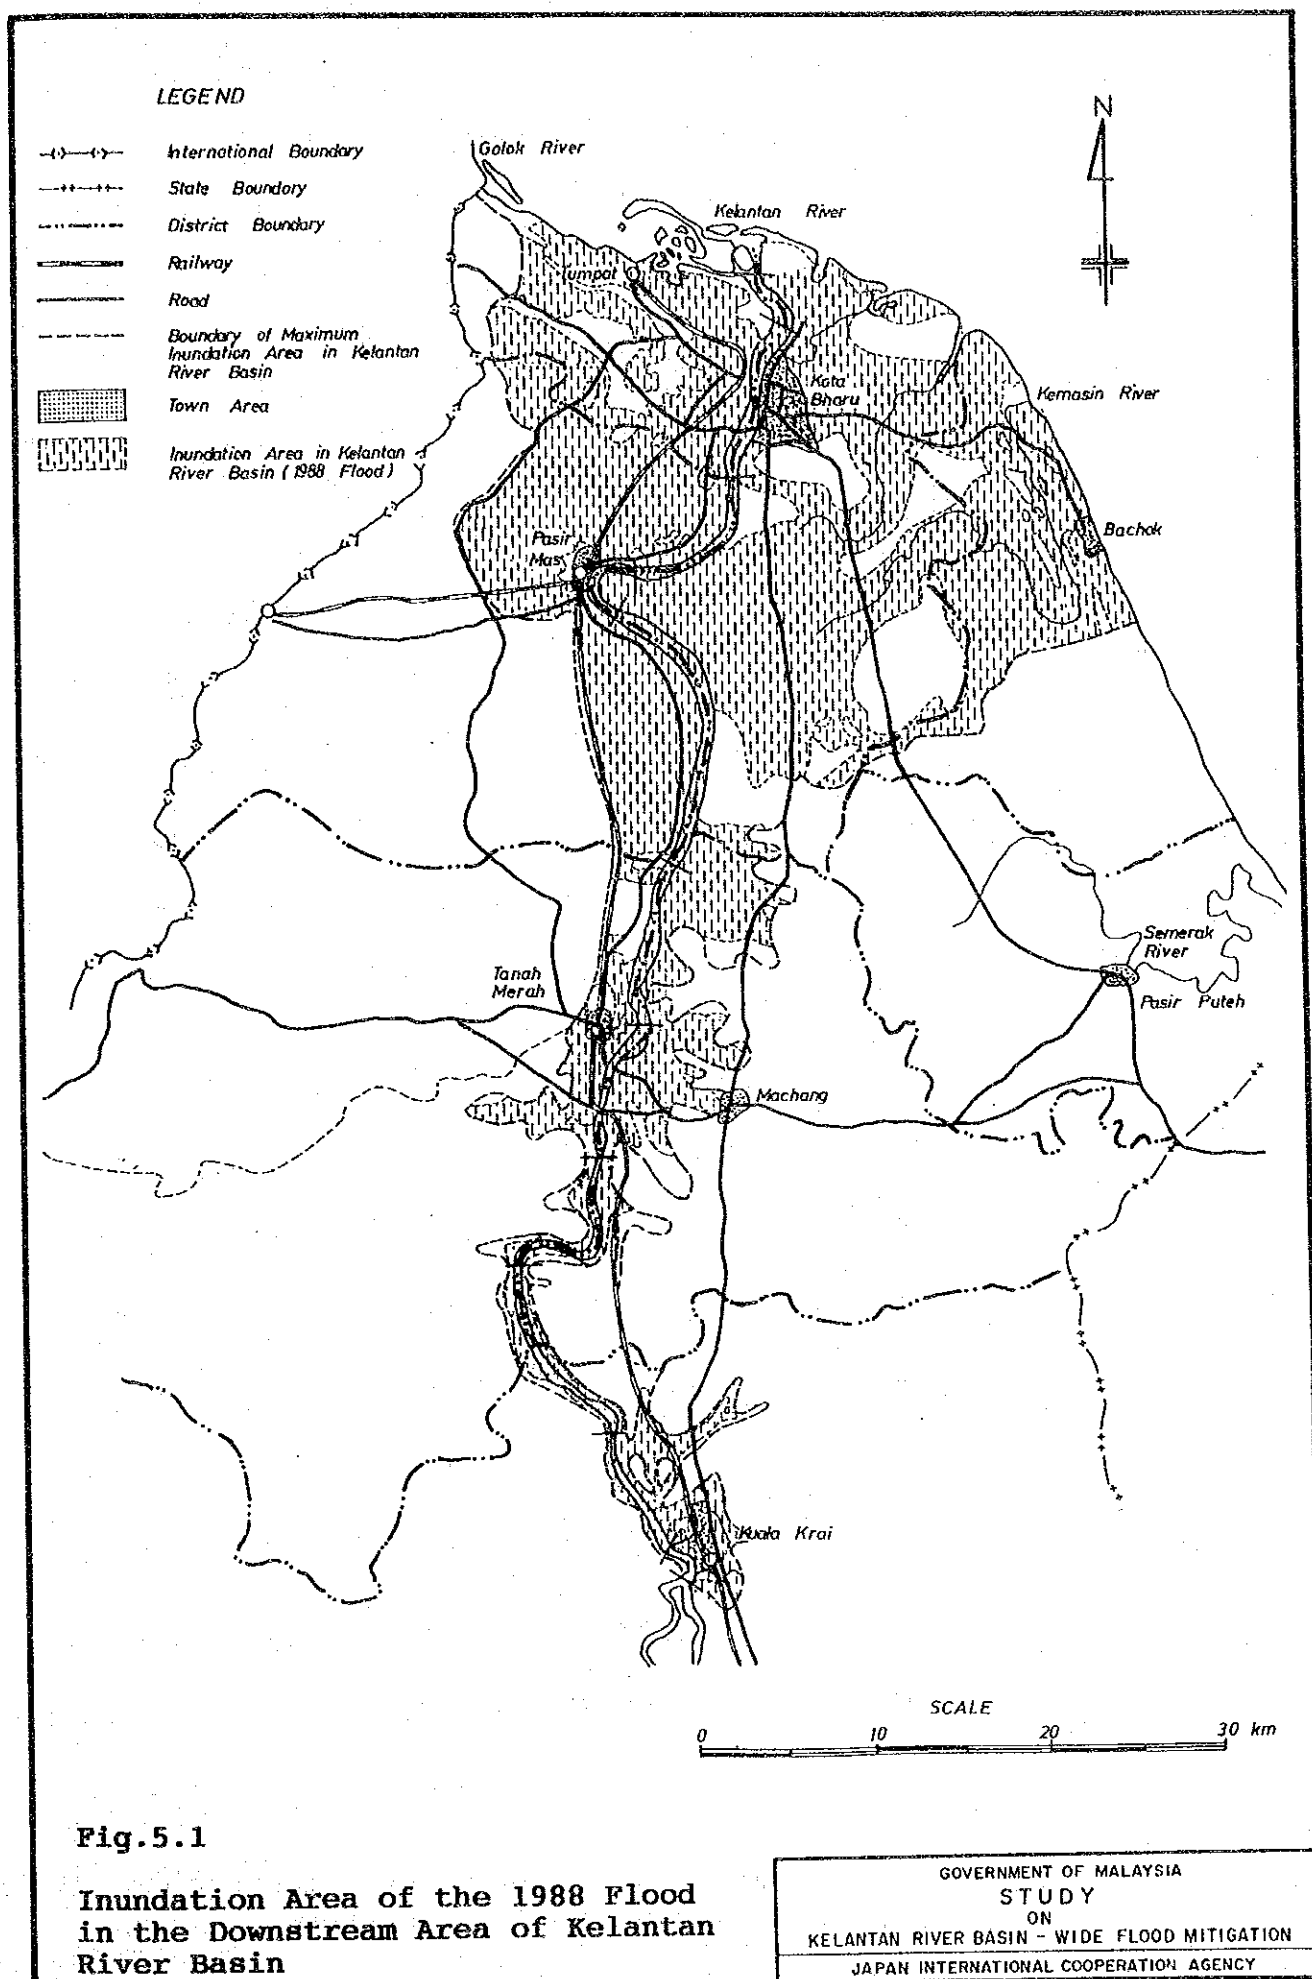 LEGEND
International Boundary
State Boundory
District Boundary
Railway
Road
Boundary of Maximum
Inundation Area in Kelantan
River Basin
Town Area
Inundation Area in Kelantan
River Basin (1988 Flood)
N
Golok River
Kelantan River
Tumpat
Kota
Bharu
Kemasin River
Pasir
Mas
Bachok
Semerak
River
Tanah
Merah
Pasir Puteh
Machang
Kuala Krai
SCALE
0 10 20 30 km
Fig.5.1
Inundation Area of the 1988 Flood
in the Downstream Area of Kelantan
River Basin
GOVERNMENT OF MALAYSIA
STUDY
ON
KELANTAN RIVER BASIN - WIDE FLOOD MITIGATION
JAPAN INTERNATIONAL COOPERATION AGENCY